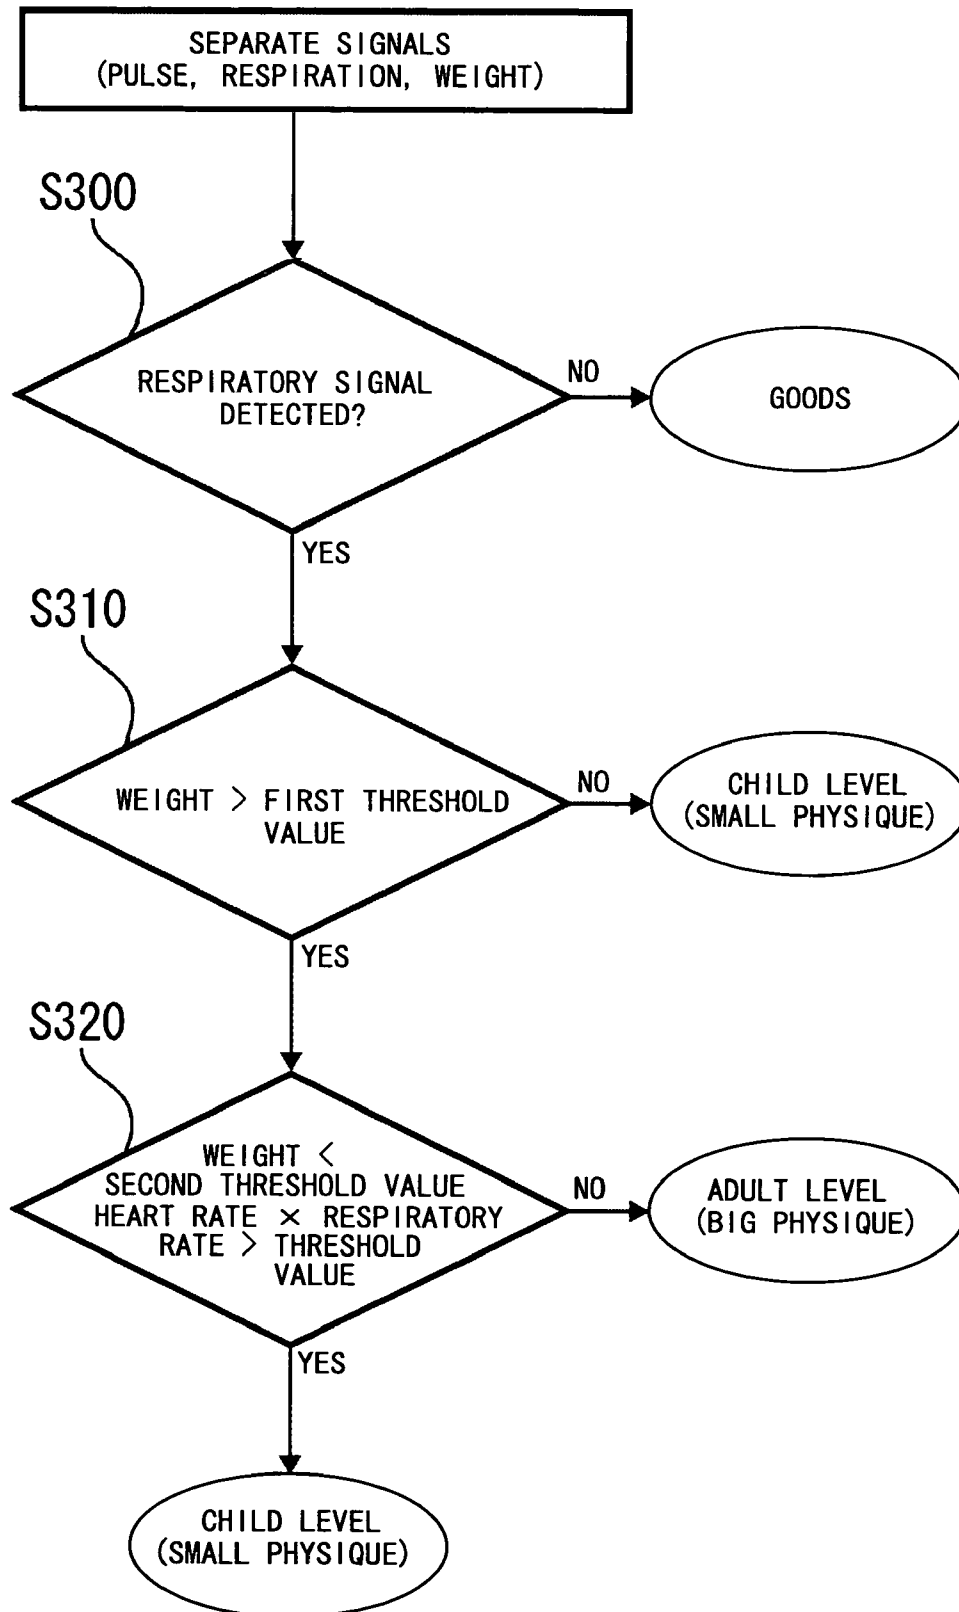 SEPARATE SIGNALS
(PULSE, RESPIRATION, WEIGHT)
S300
RESPIRATORY SIGNAL
DETECTED?
NO
GOODS
YES
S310
WEIGHT > FIRST THRESHOLD
VALUE
NO
CHILD LEVEL
(SMALL PHYSIQUE)
YES
S320
WEIGHT <
SECOND THRESHOLD VALUE
HEART RATE × RESPIRATORY
RATE > THRESHOLD
VALUE
NO
ADULT LEVEL
(BIG PHYSIQUE)
YES
CHILD LEVEL
(SMALL PHYSIQUE)